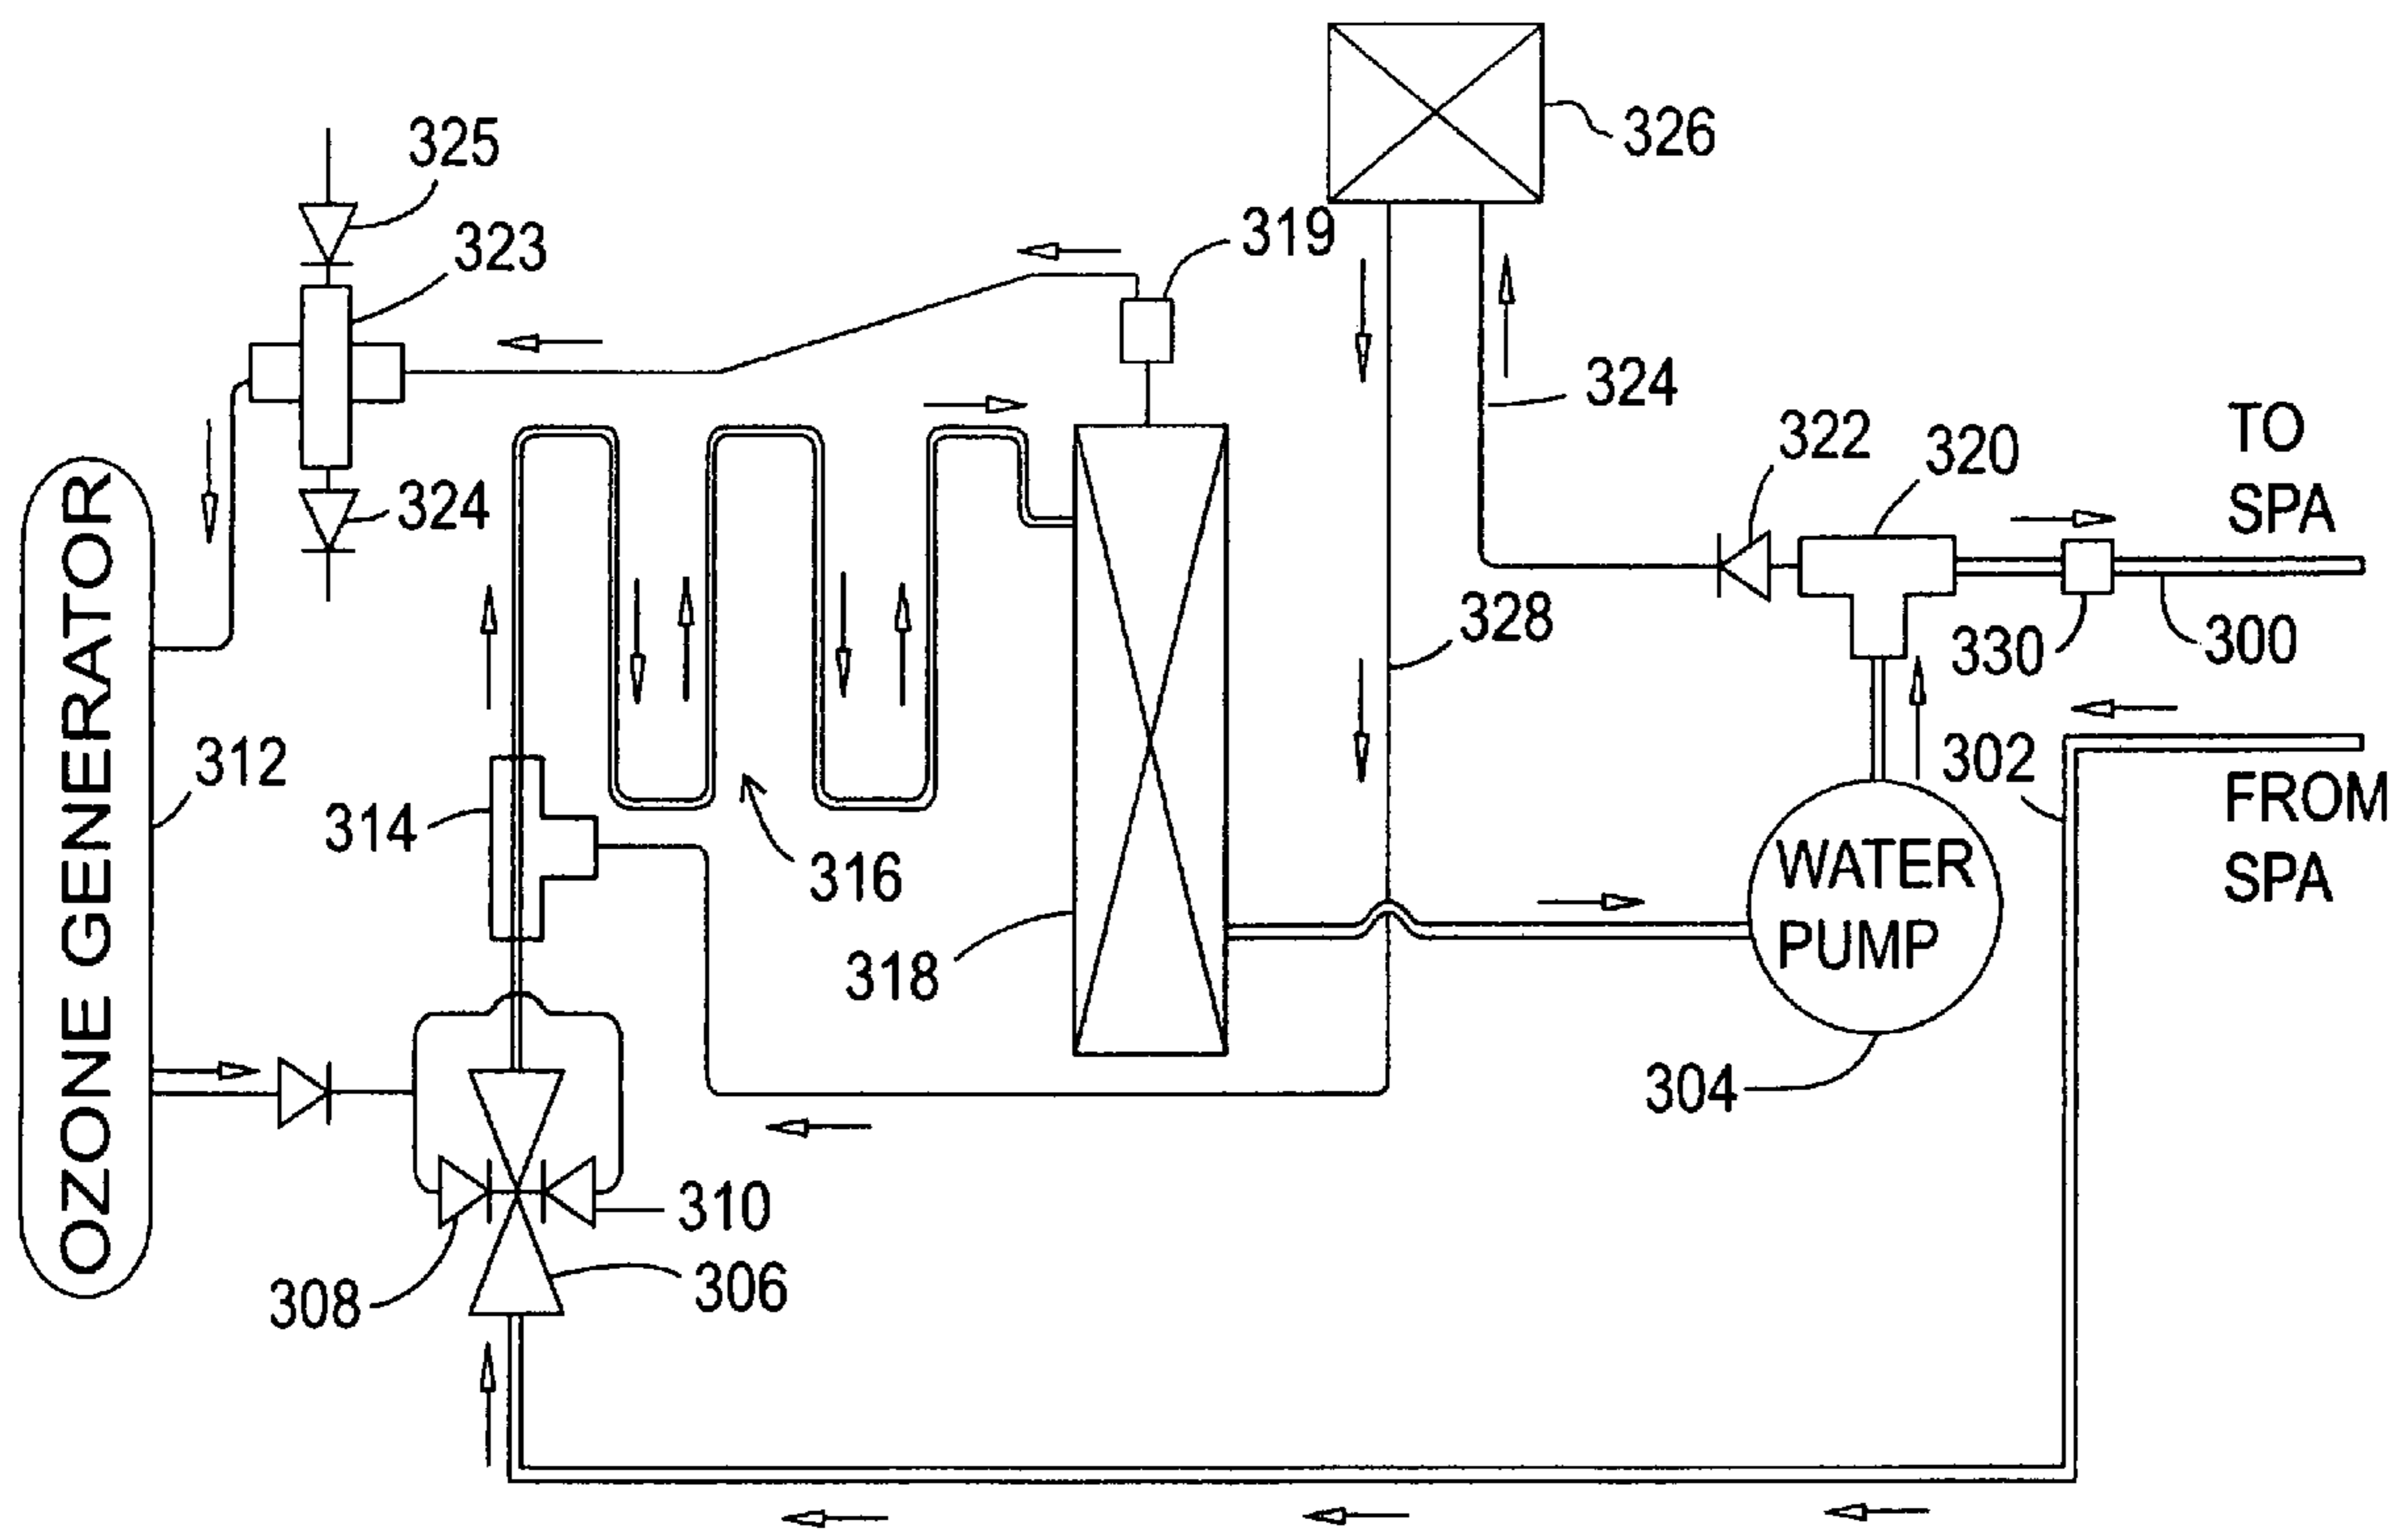 326
325
323
319
324
322
320
TO
SPA
324
328
330
300
312
302
314
316
FROM
SPA
WATER
PUMP
318
304
310
308
306
OZONE GENERATOR